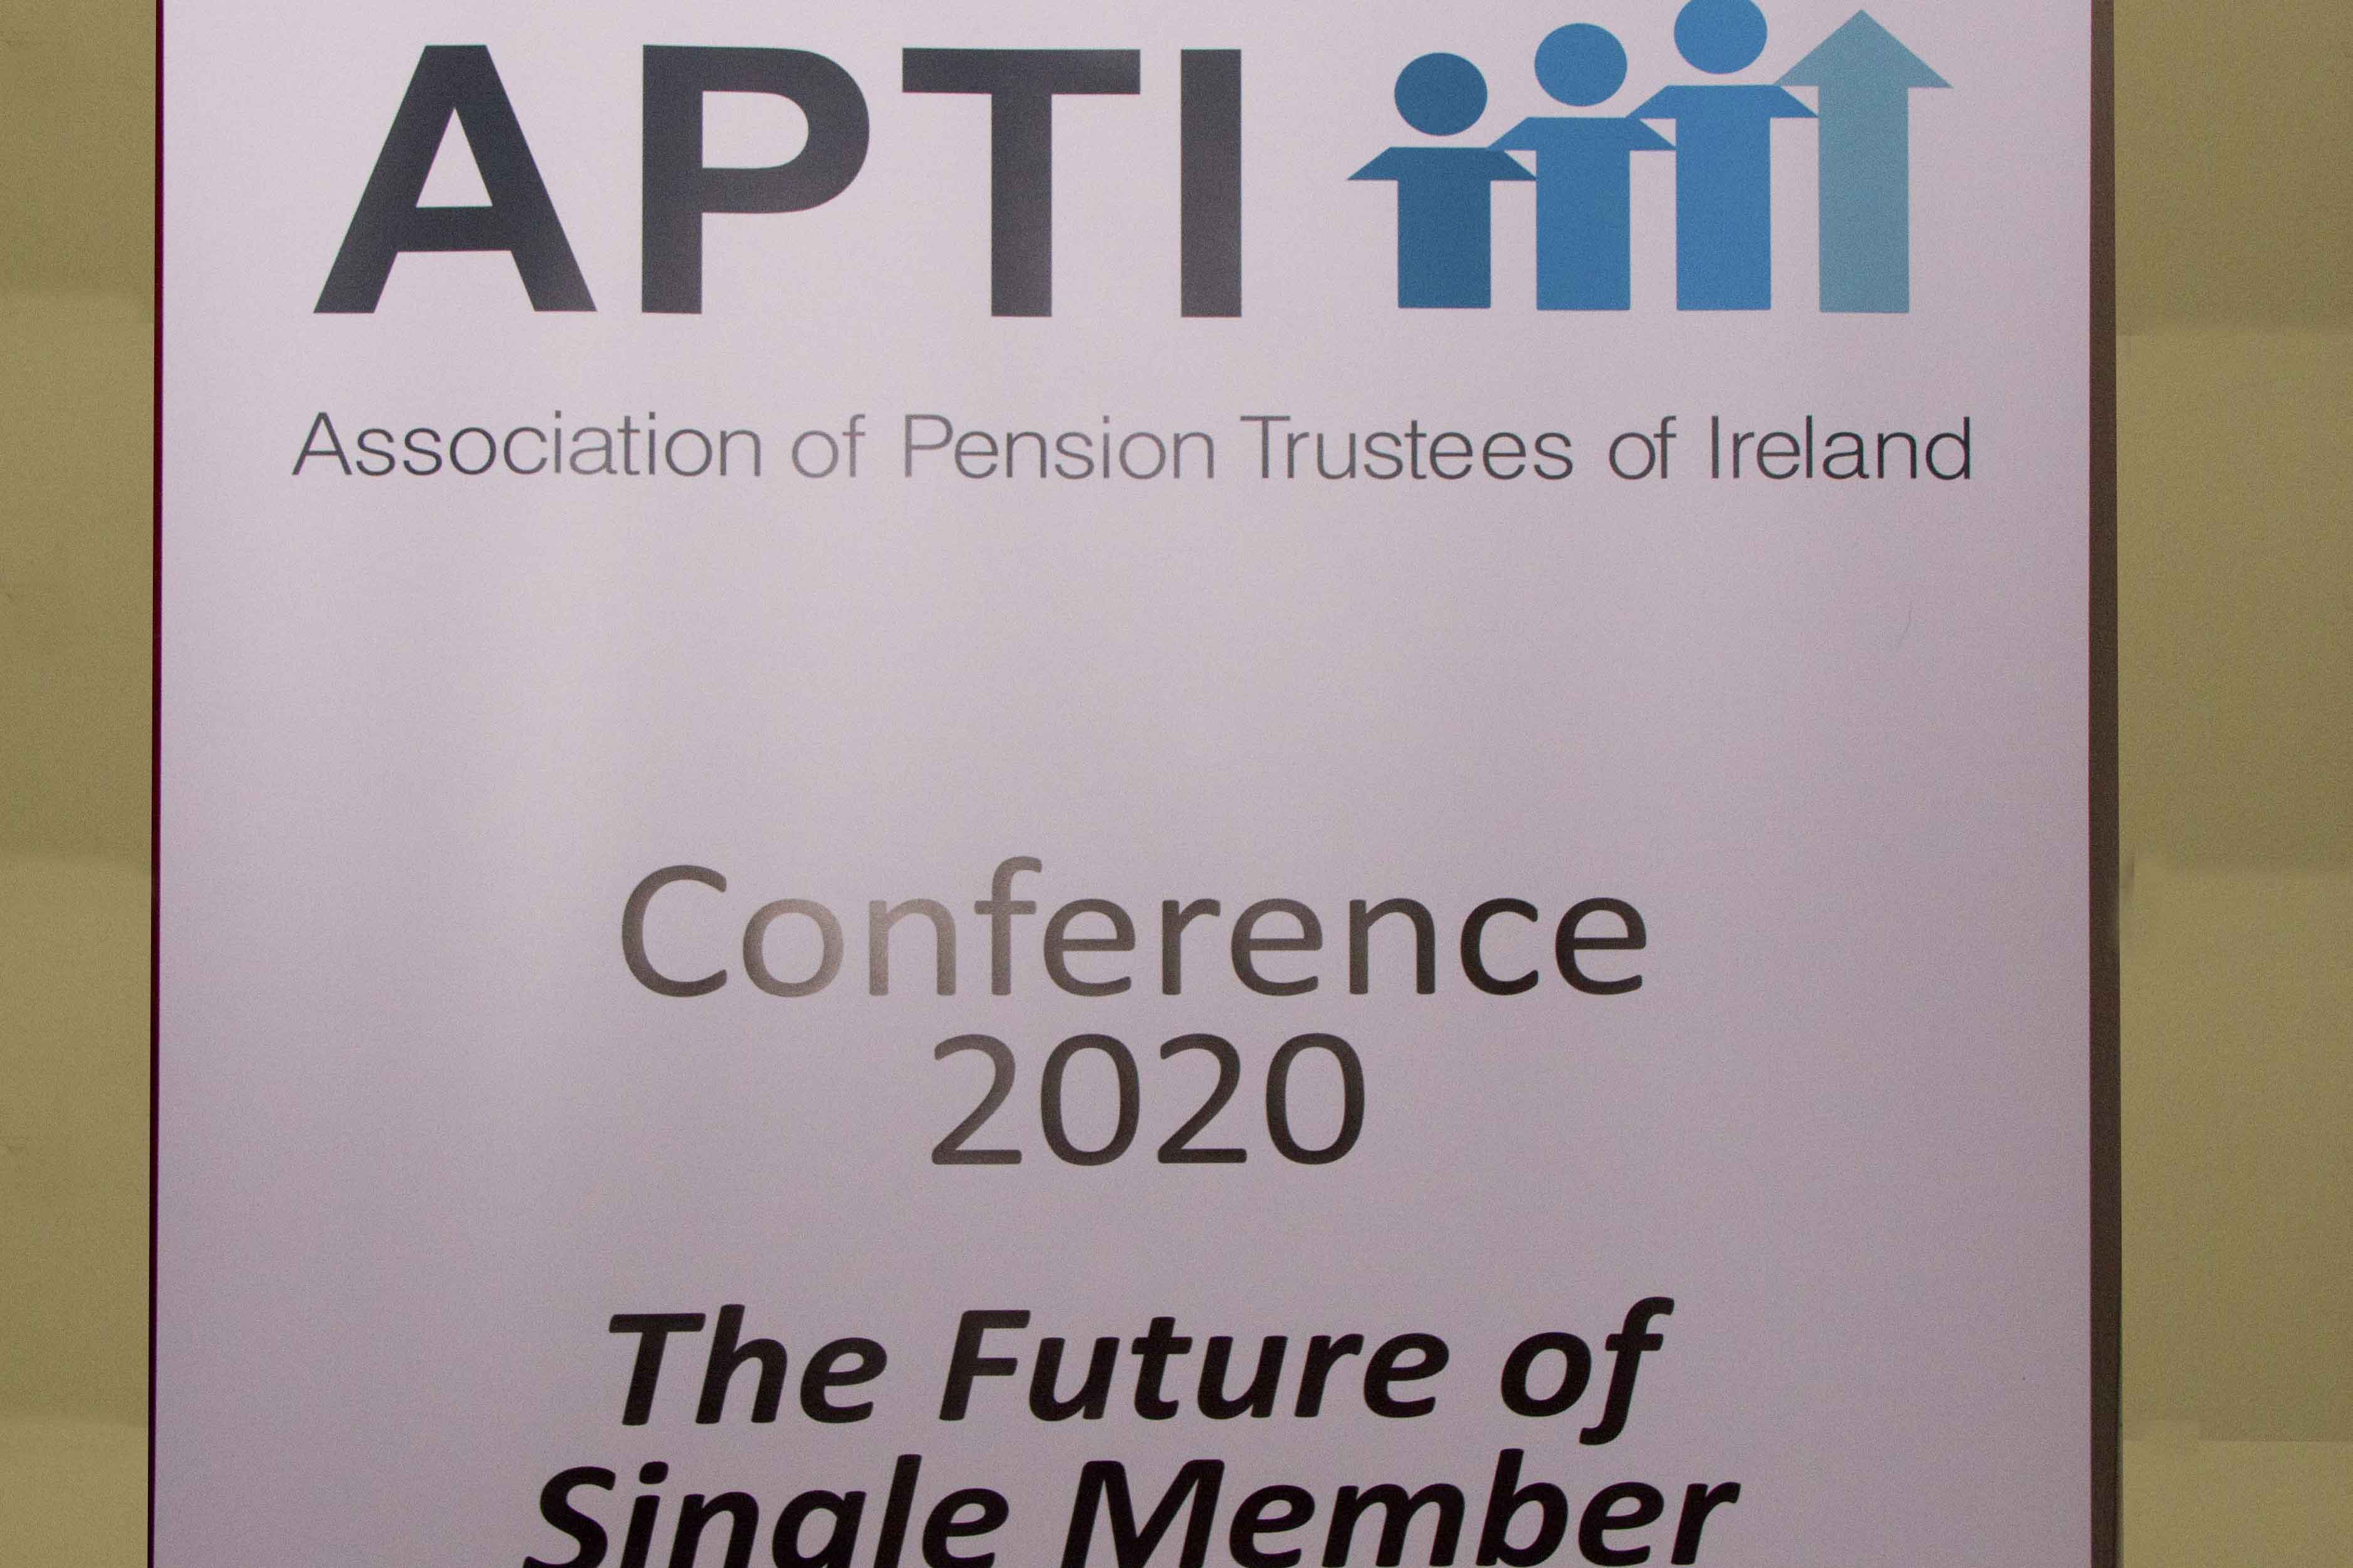 APTI
Association of Pension Trustees of Ireland
Conference
2020
The Future of
Single Member